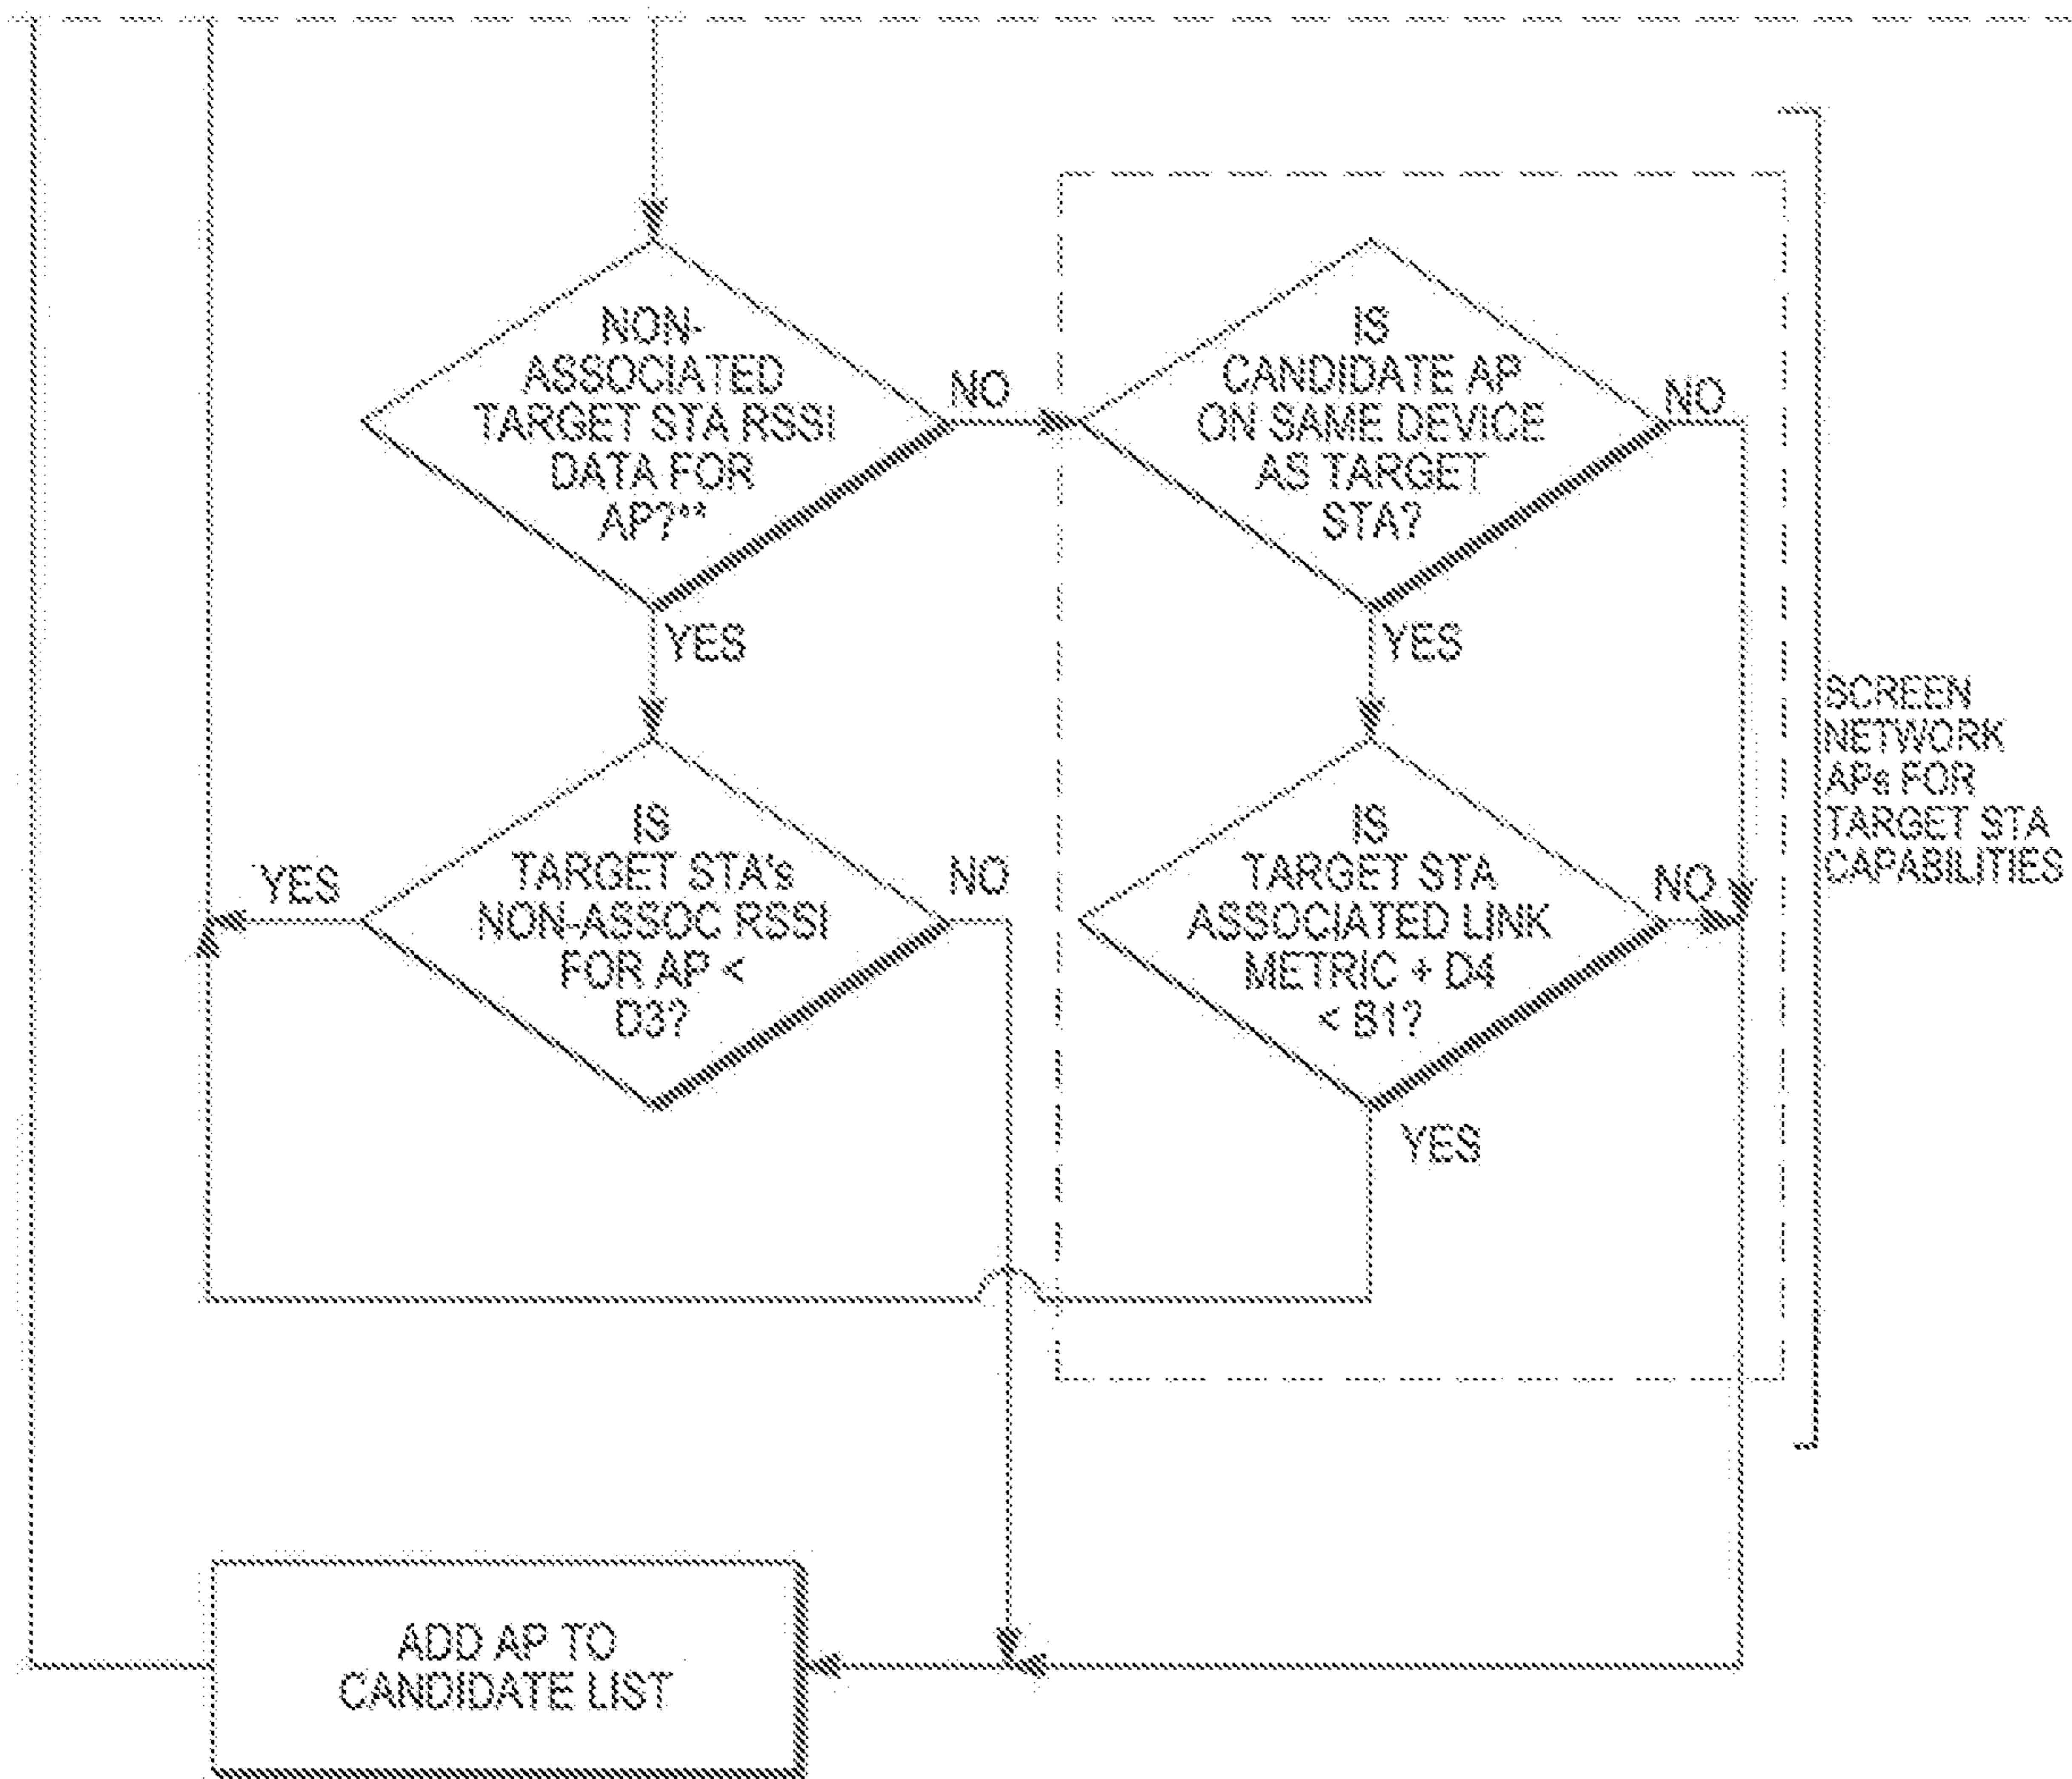 NON-
ASSOCIATED
TARGET STA RSSI
DATA FOR
AP?**
NO
YES
IS
CANDIDATE AP
ON SAME DEVICE
AS TARGET
STA?
NO
YES
IS
TARGET STA's
NON-ASSOC RSSI
FOR AP <
D3?
YES
NO
IS
TARGET STA
ASSOCIATED LINK
METRIC + D4
< B1?
NO
YES
SCREEN
NETWORK
APs FOR
TARGET STA
CAPABILITIES
ADD AP TO
CANDIDATE LIST